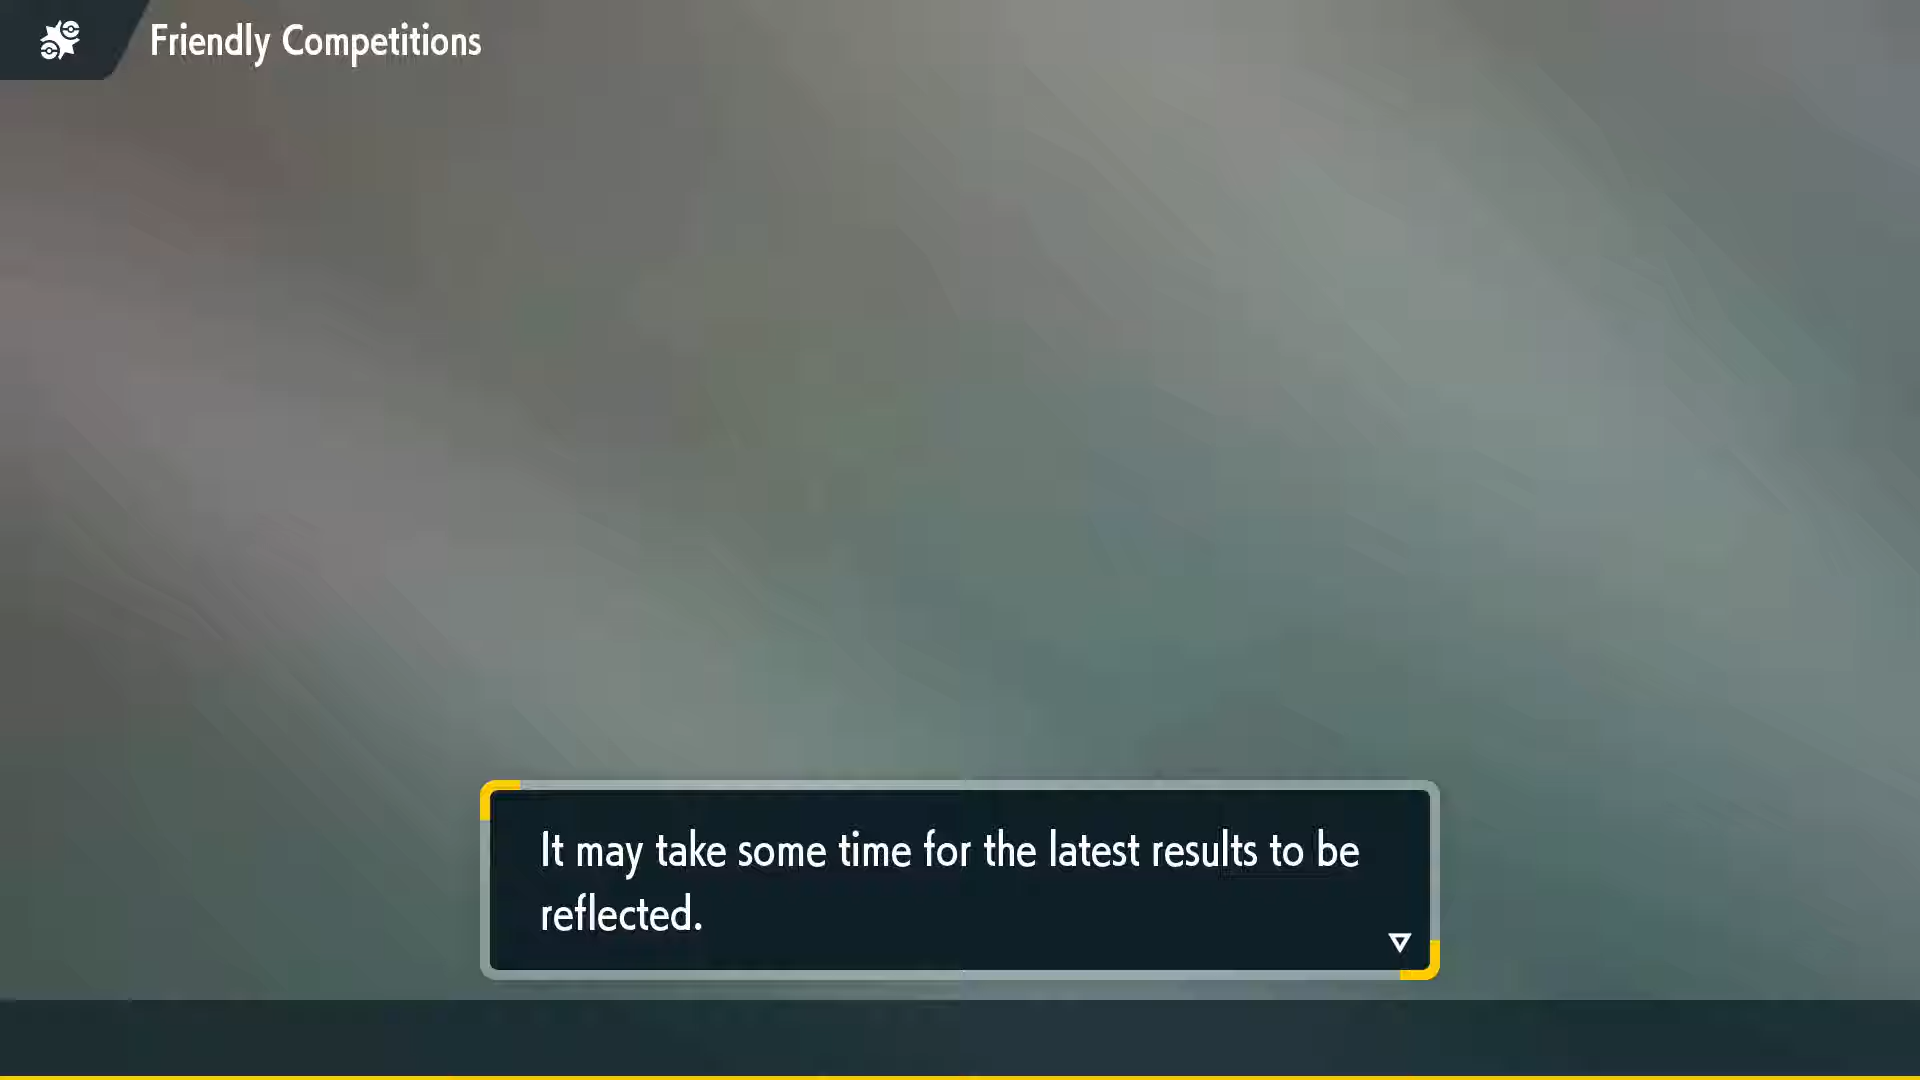 Friendly Competitions
It may take some time for the latest results to be
reflected.